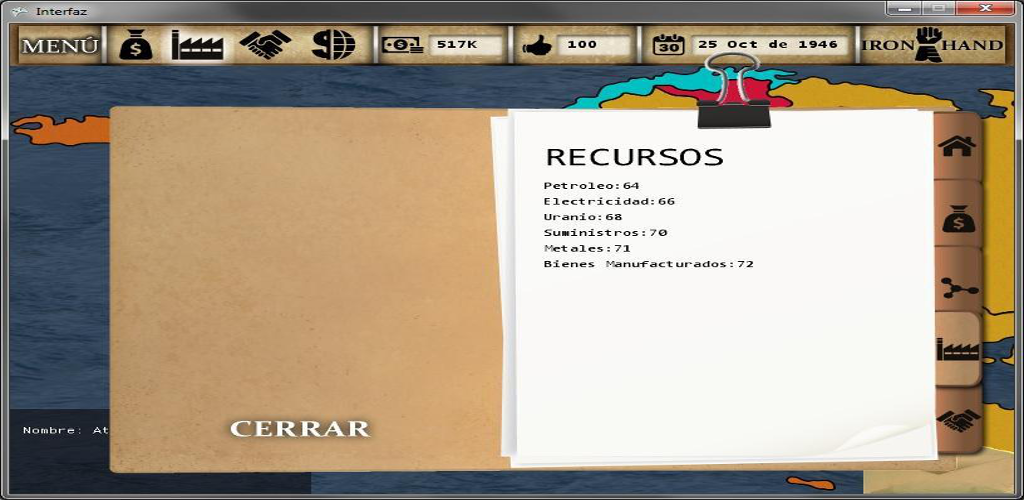 Interfaz
MENÚ
517K
100
30
25 Oct de 1946
IRON HAND
RECURSOS
Petroleo:64
Electricidad:66
Uranio:68
Suministros:70
Metales:71
Bienes Manufacturados:72
CERRAR
Nombre: At